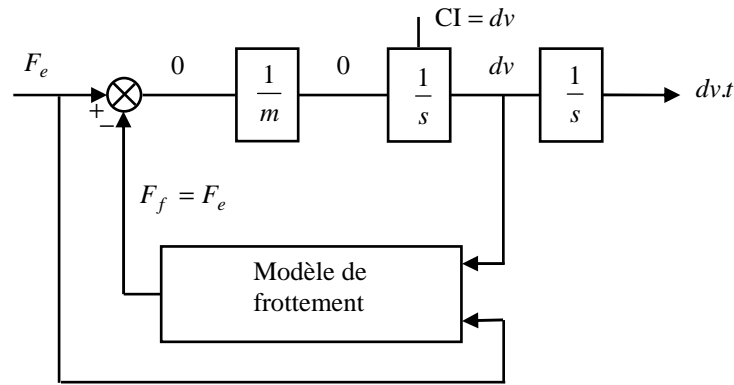 CI = dv
F_e 0 1/m 0 1/s dv 1/s dv.t
+
−
F_f = F_e
Modèle de
frottement